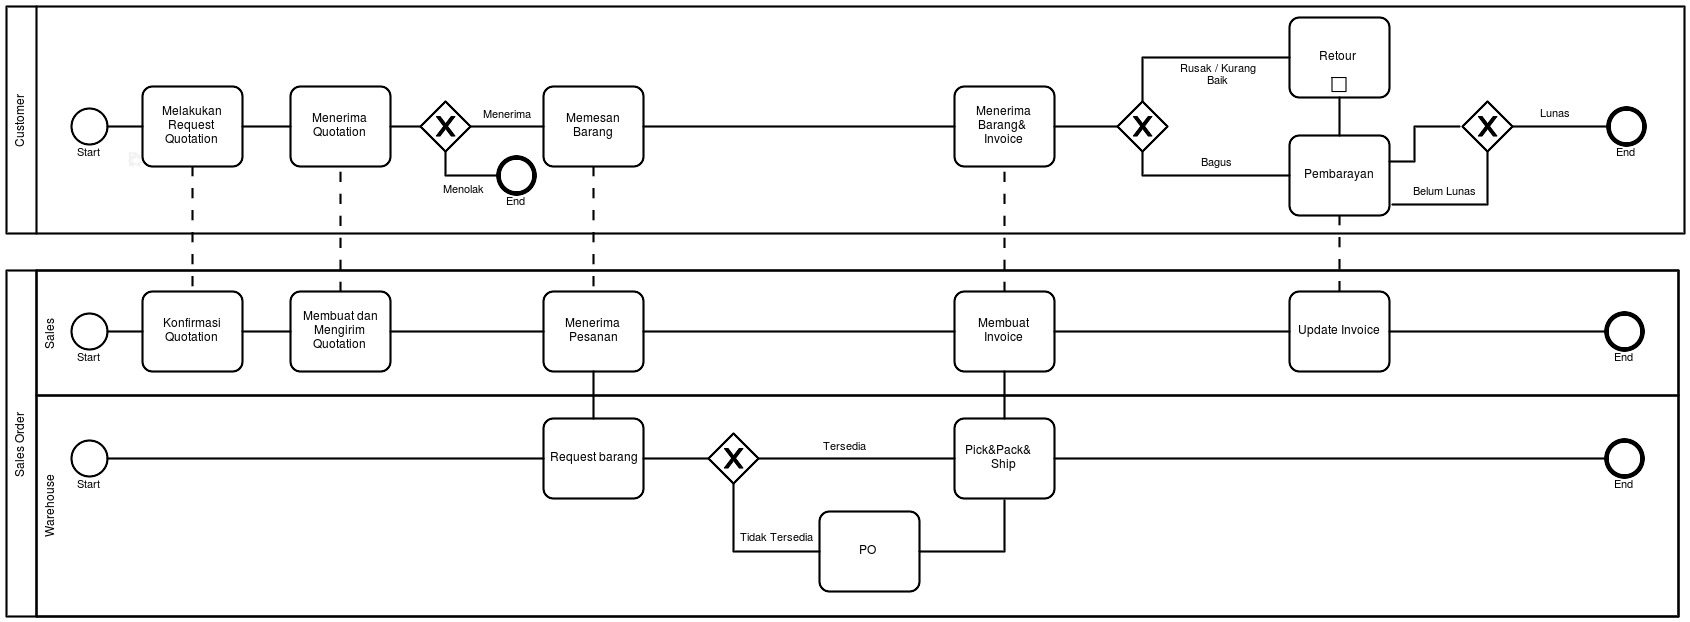 Customer
Start
Melakukan
Request
Quotation
Menerima
Quotation
X
Menerima
Menolak
End
Memesan
Barang
Menerima
Barang&
Invoice
X
Rusak / Kurang
Baik
Bagus
Retour
Pembarayan
X
Lunas
Belum Lunas
End
Sales Order
Sales
Start
Konfirmasi
Quotation
Membuat dan
Mengirim
Quotation
Menerima
Pesanan
Membuat
Invoice
Update Invoice
End
Warehouse
Start
Request barang
X
Tersedia
Tidak Tersedia
PO
Pick&Pack&
Ship
End